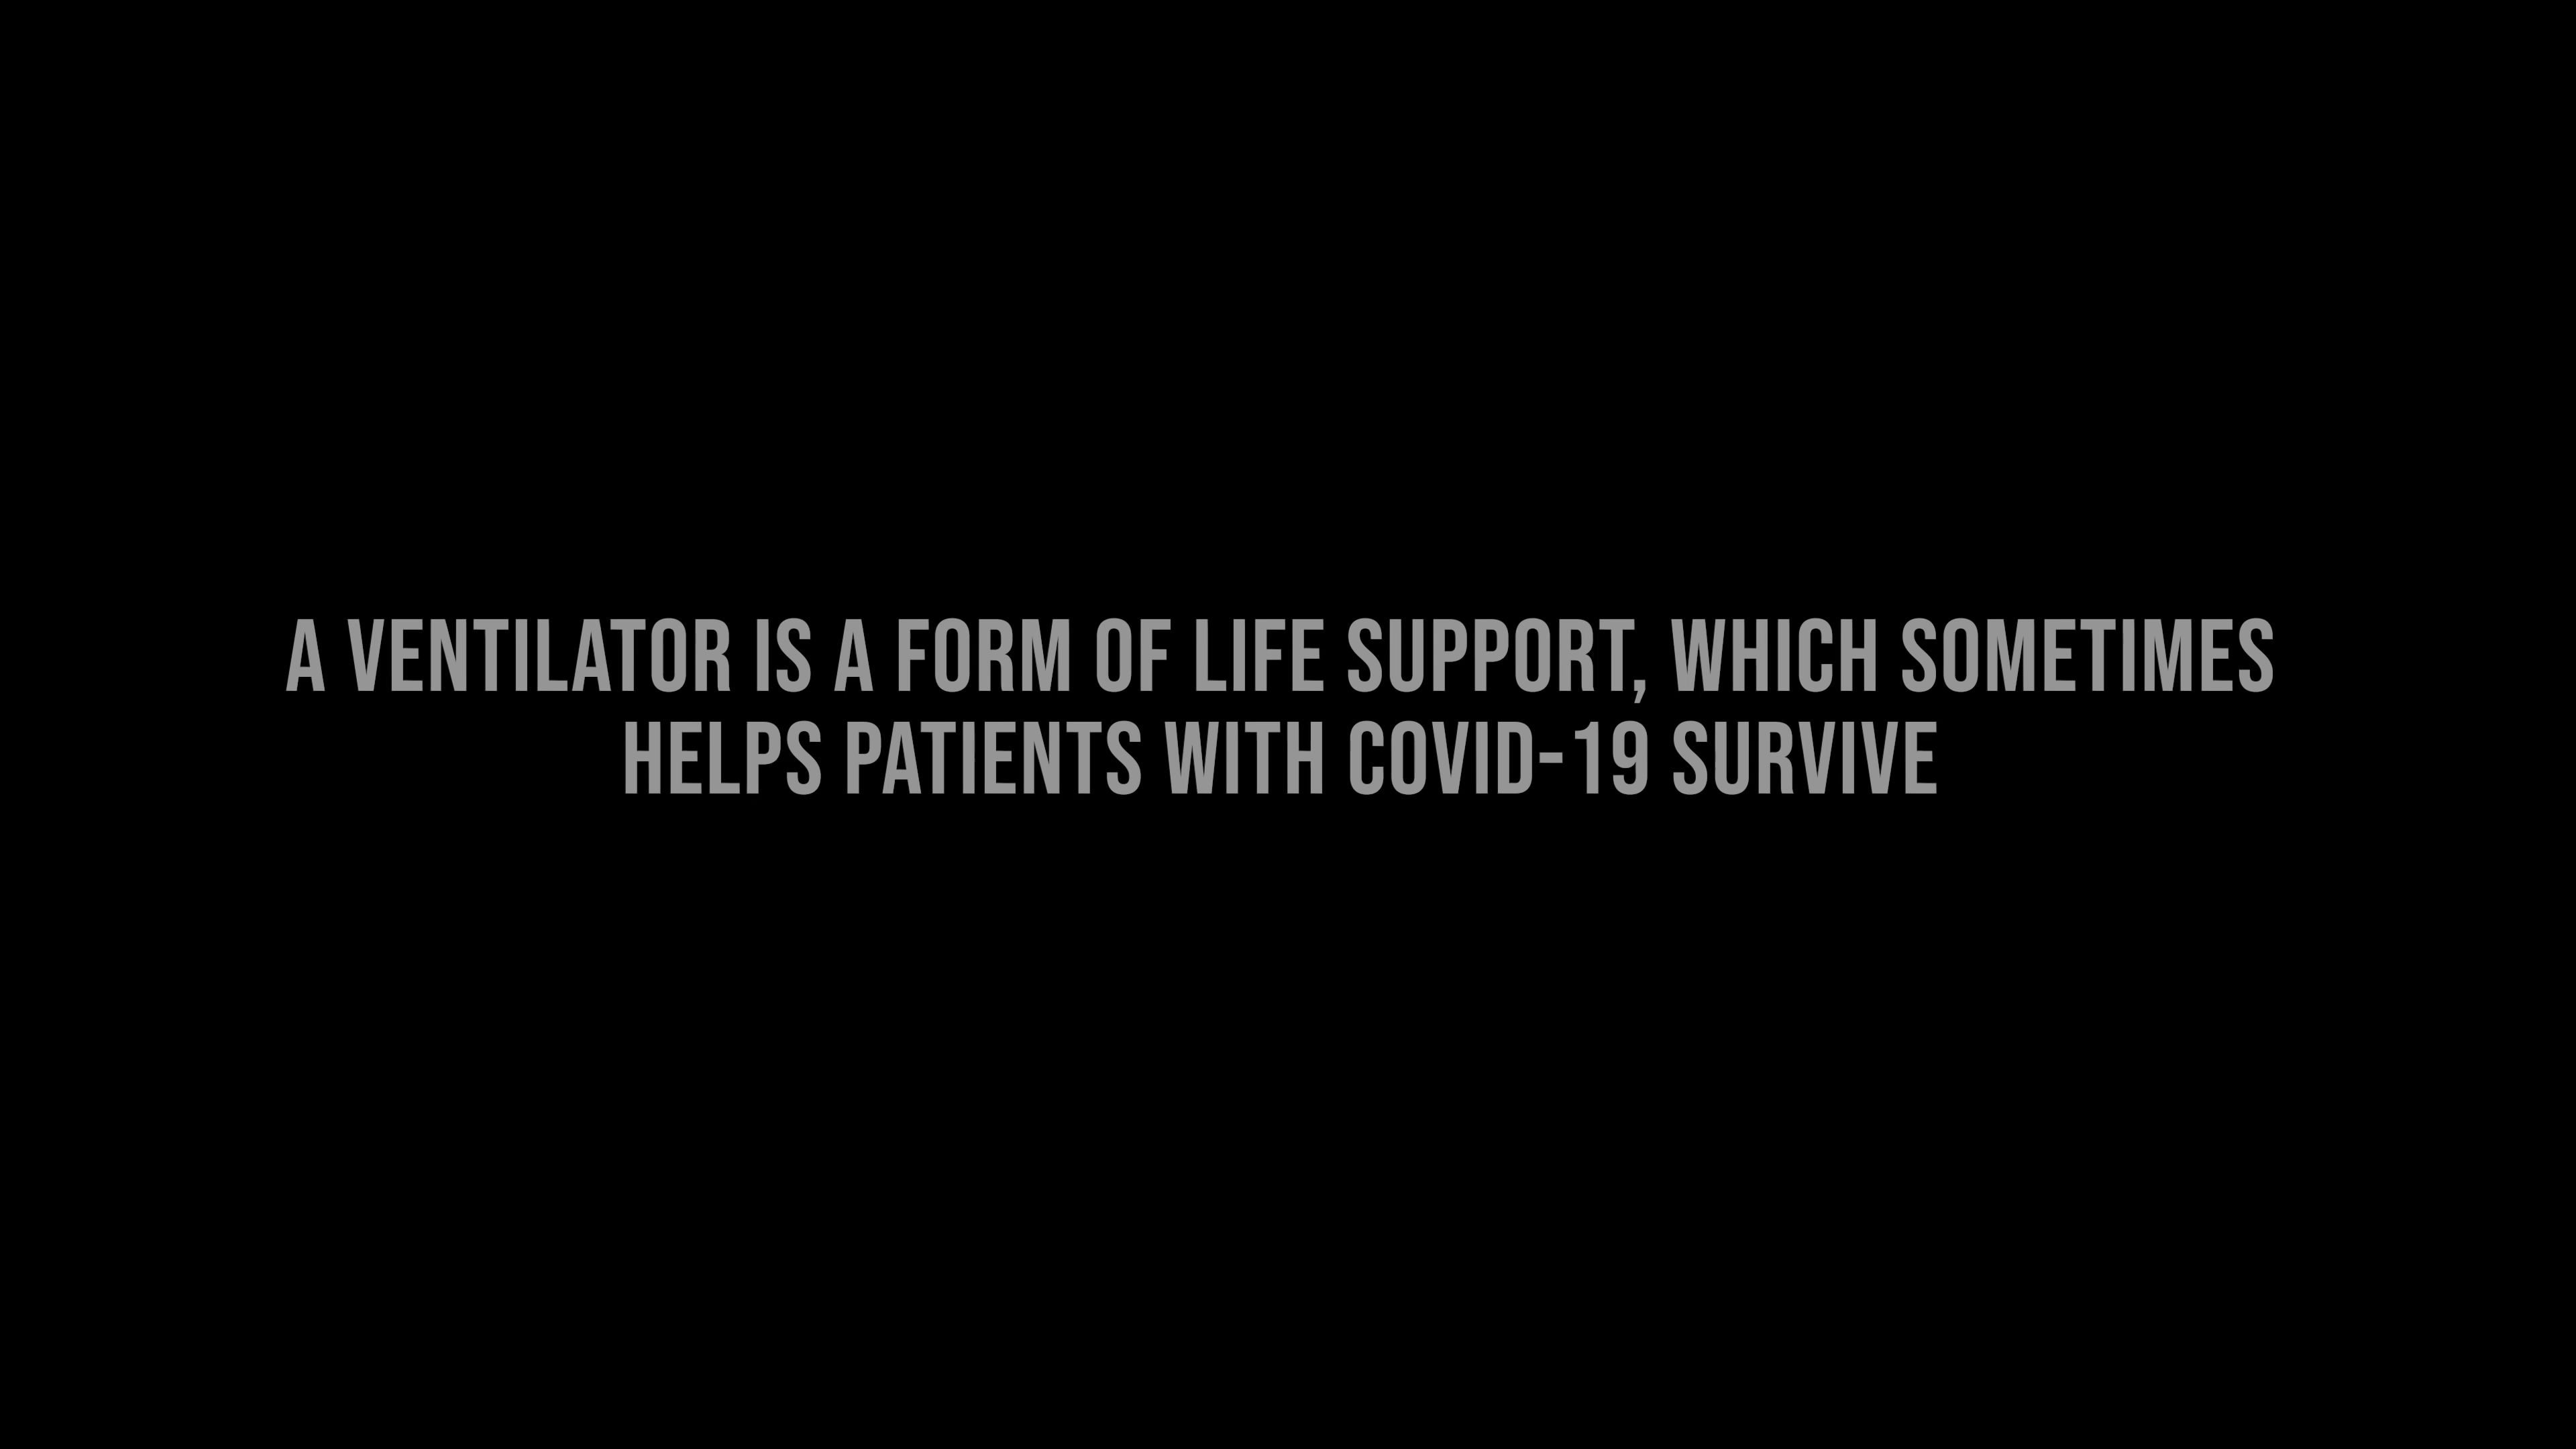 A VENTILATOR IS A FORM OF LIFE SUPPORT, WHICH SOMETIMES
HELPS PATIENTS WITH COVID-19 SURVIVE